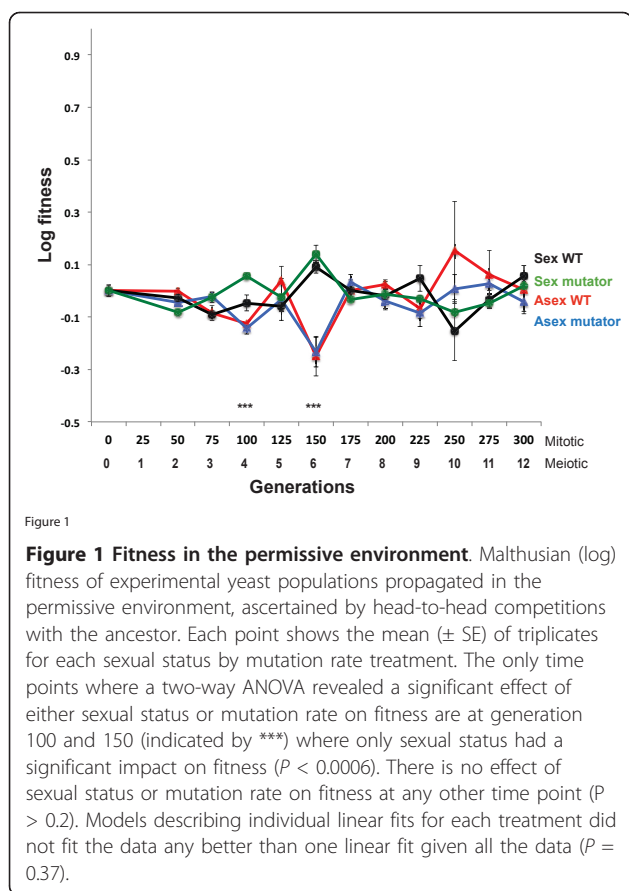 0.9
0.7
0.5
0.3
0.1
-0.1
-0.3
-0.5
Log fitness
Sex WT
Sex mutator
Asex WT
Asex mutator
*** ***
0 25 50 75 100 125 150 175 200 225 250 275 300 Mitotic
0 1 2 3 4 5 6 7 8 9 10 11 12 Meiotic
Generations
Figure 1
Figure 1 Fitness in the permissive environment. Malthusian (log)
fitness of experimental yeast populations propagated in the
permissive environment, ascertained by head-to-head competitions
with the ancestor. Each point shows the mean (± SE) of triplicates
for each sexual status by mutation rate treatment. The only time
points where a two-way ANOVA revealed a significant effect of
either sexual status or mutation rate on fitness are at generation
100 and 150 (indicated by ***) where only sexual status had a
significant impact on fitness (P < 0.0006). There is no effect of
sexual status or mutation rate on fitness at any other time point (P
> 0.2). Models describing individual linear fits for each treatment did
not fit the data any better than one linear fit given all the data (P =
0.37).